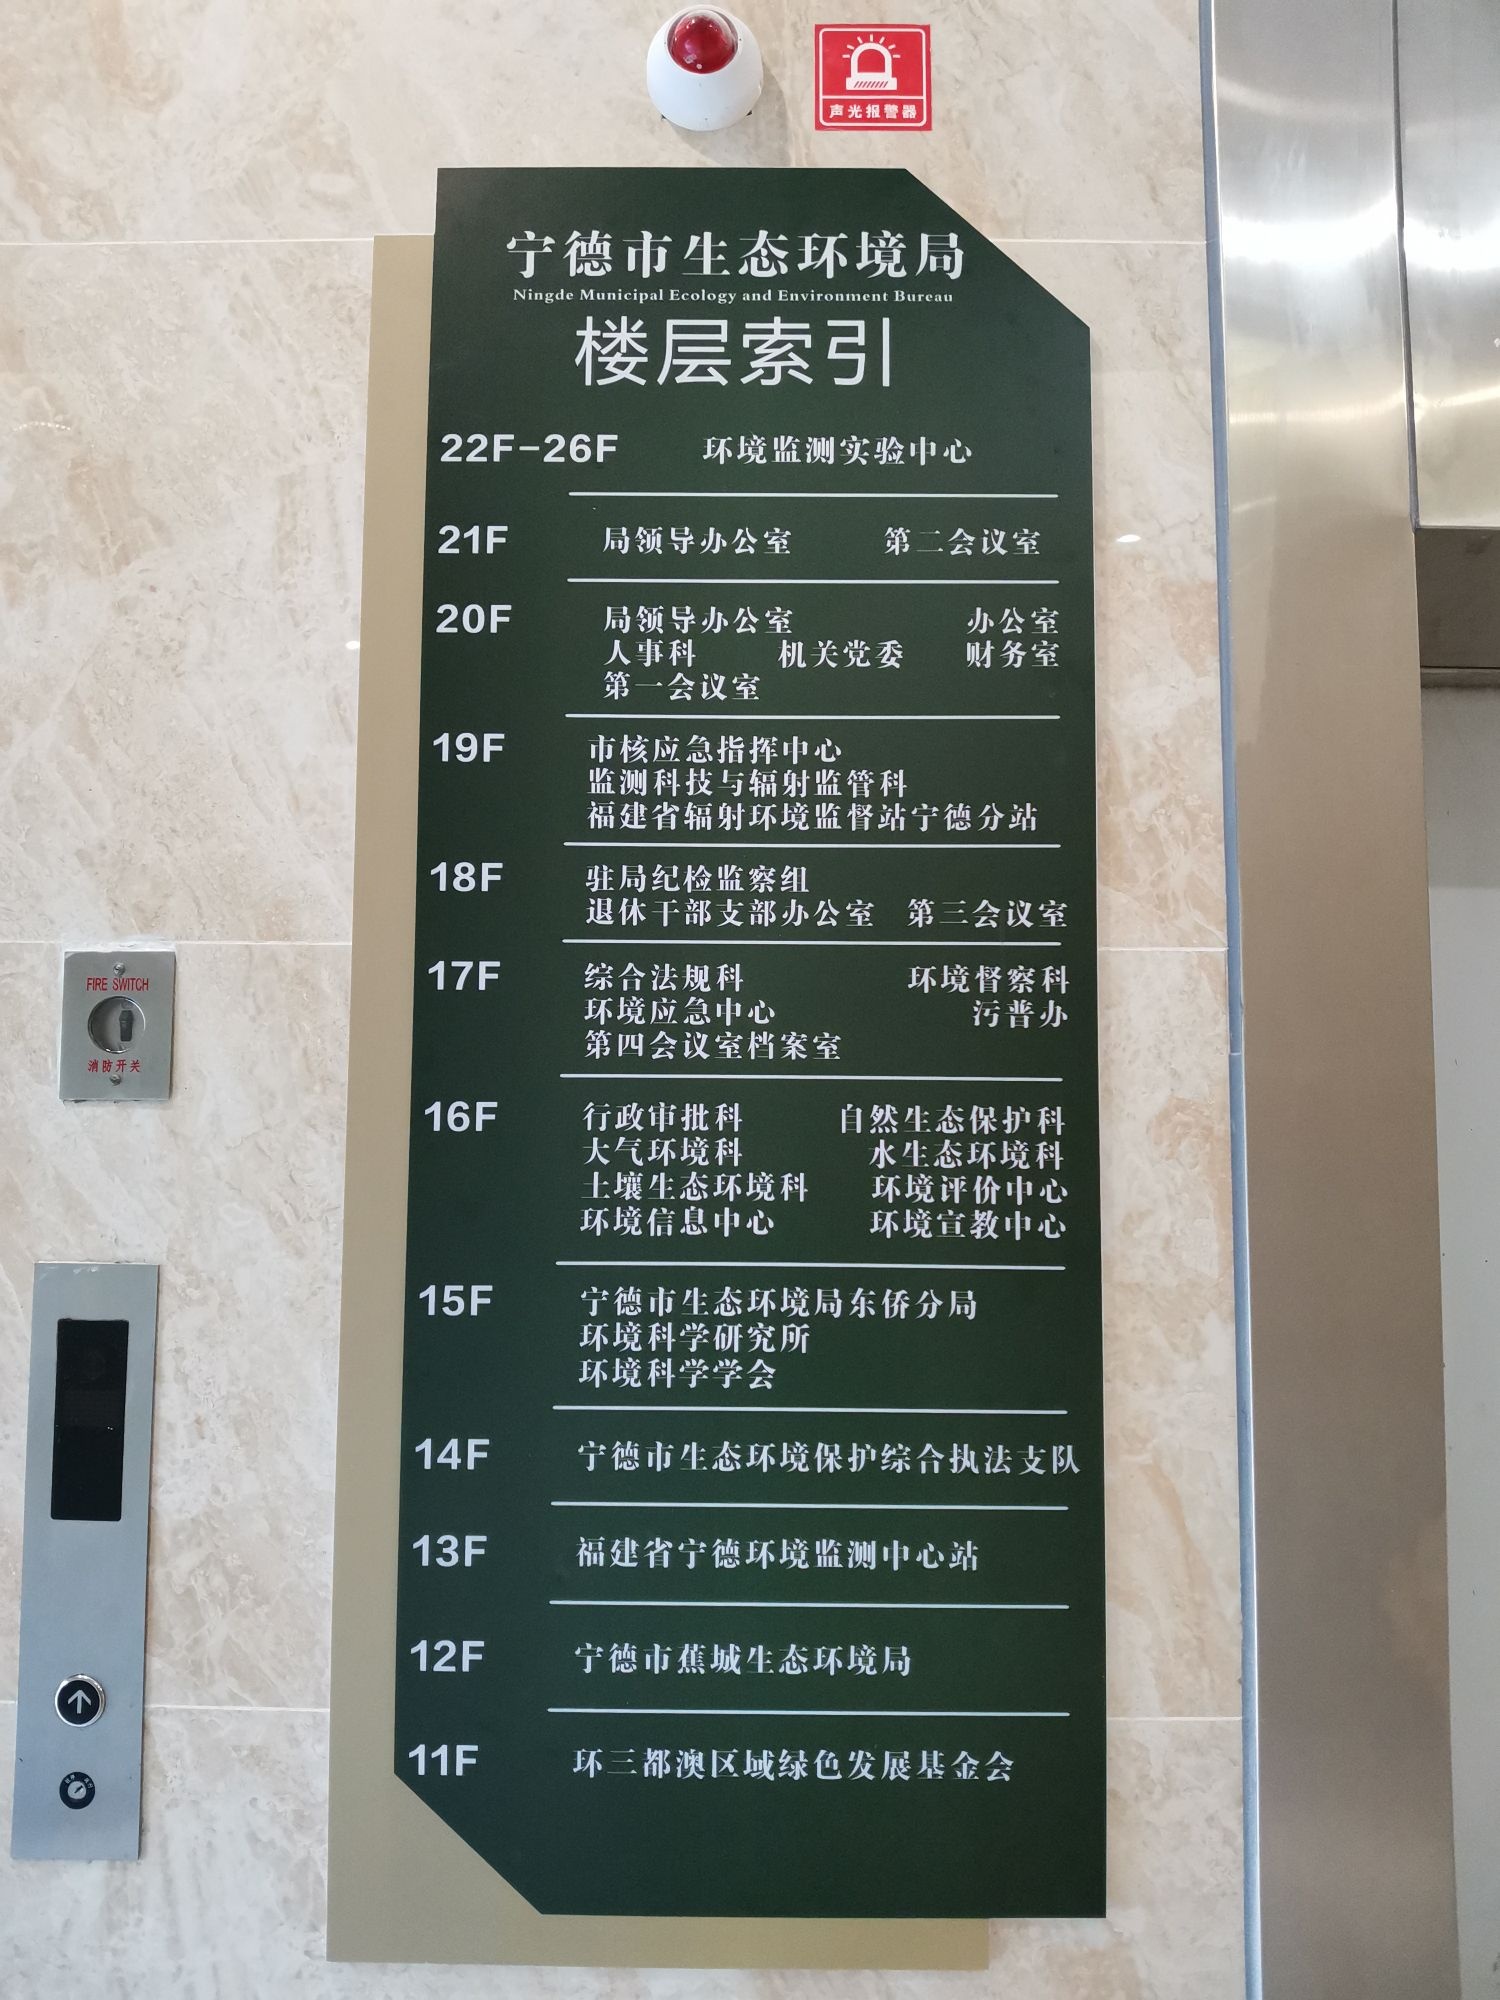 声光报警器
宁德市生态环境局
Ningde Municipal Ecology and Environment Bureau
楼层索引
22F-26F 环境监测实验中心
21F 局领导办公室 第二会议室
20F 局领导办公室 办公室
人事科 机关党委 财务室
第一会议室
19F 市核应急指挥中心
监测科技与辐射监管科
福建省辐射环境监督站宁德分站
18F 驻局纪检监察组
退休干部支部办公室 第三会议室
17F 综合法规科 环境督察科
环境应急中心 污普办
第四会议室档案室
16F 行政审批科 自然生态保护科
大气环境科 水生态环境科
土壤生态环境科 环境评价中心
环境信息中心 环境宣教中心
15F 宁德市生态环境局东侨分局
环境科学研究所
环境科学学会
14F 宁德市生态环境保护综合执法支队
13F 福建省宁德环境监测中心站
12F 宁德市蕉城生态环境局
11F 环三都澳区域绿色发展基金会
FIRE SWITCH
消防开关